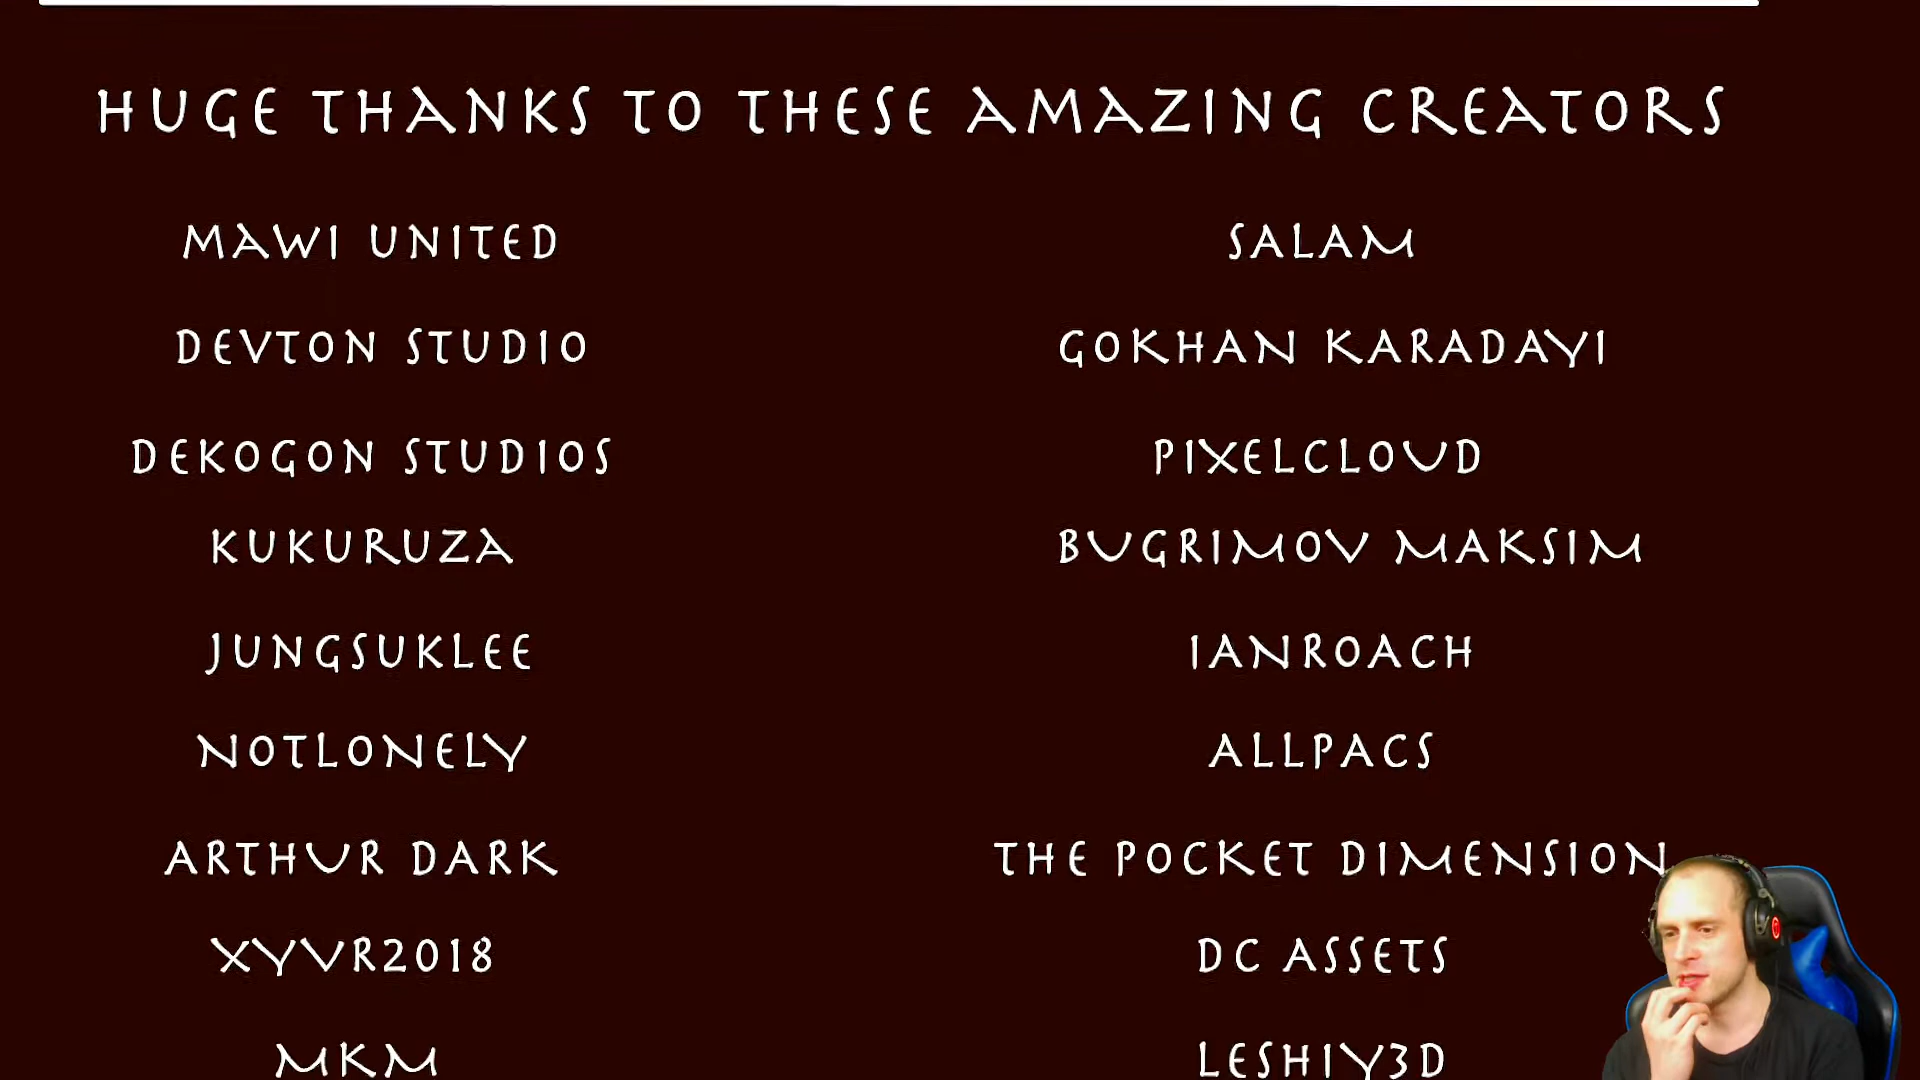 HUGE THANKS TO THESE AMAZING CREATORS
MAWI UNITED
SALAM
DEVTON STUDIO
GOKHAN KARADAYI
DEKOGON STUDIOS
PIXELCLOUD
KUKURUZA
BUGRIMOV MAKSIM
JUNGSUKLEE
IANROACH
NOTLONELY
ALLPACS
ARTHUR DARK
THE POCKET DIMENSION
XYVR2018
DC ASSETS
MKM
LESHIY3D